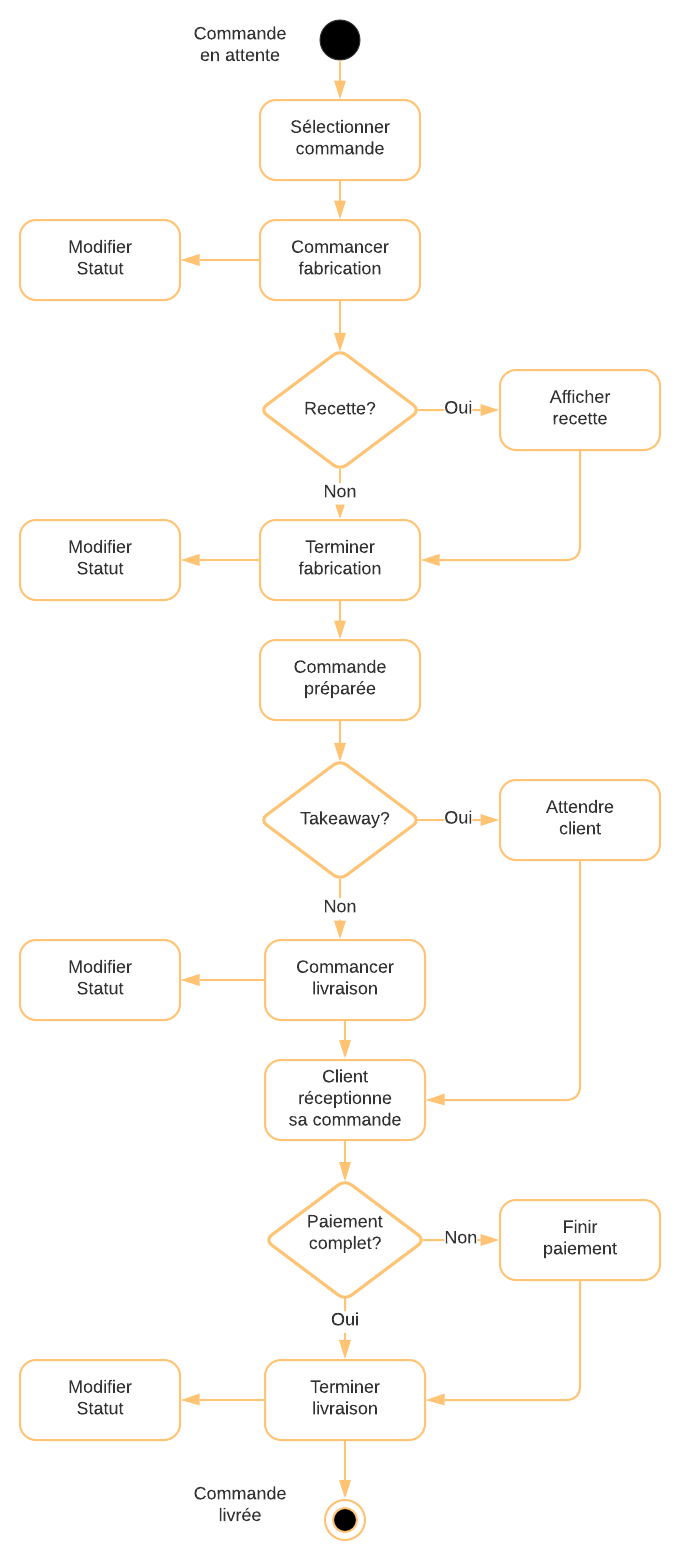 Commande
en attente
Sélectionner
commande
Modifier
Statut
Commancer
fabrication
Recette?
Oui
Afficher
recette
Non
Modifier
Statut
Terminer
fabrication
Commande
préparée
Takeaway?
Oui
Attendre
client
Non
Modifier
Statut
Commancer
livraison
Client
réceptionne
sa commande
Paiement
complet?
Non
Finir
paiement
Oui
Modifier
Statut
Terminer
livraison
Commande
livrée